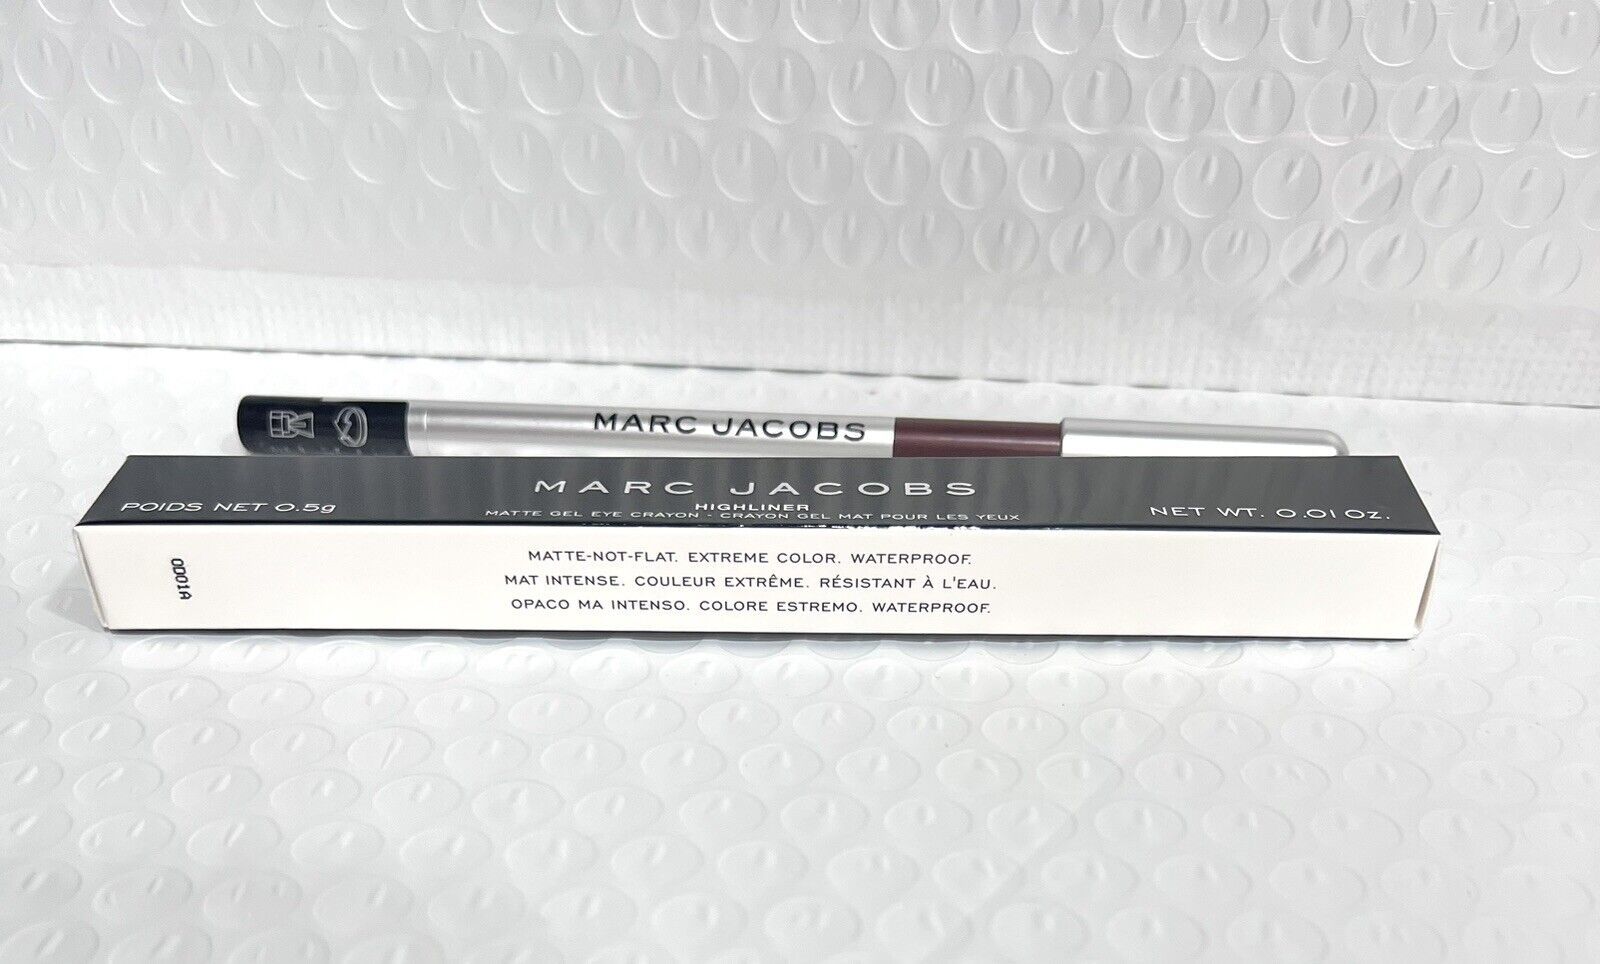 MARC JACOBS
MARC JACOBS
POIDS NET 0.5g
HIGHLINER
MATTE GEL EYE CRAYON - CRAYON GEL MAT POUR LES YEUX
NET WT. 0.01 OZ.
MATTE-NOT-FLAT. EXTREME COLOR. WATERPROOF.
MAT INTENSE. COULEUR EXTRÊME. RÉSISTANT À L'EAU.
OPACO MA INTENSO. COLORE ESTREMO. WATERPROOF.
0D01A